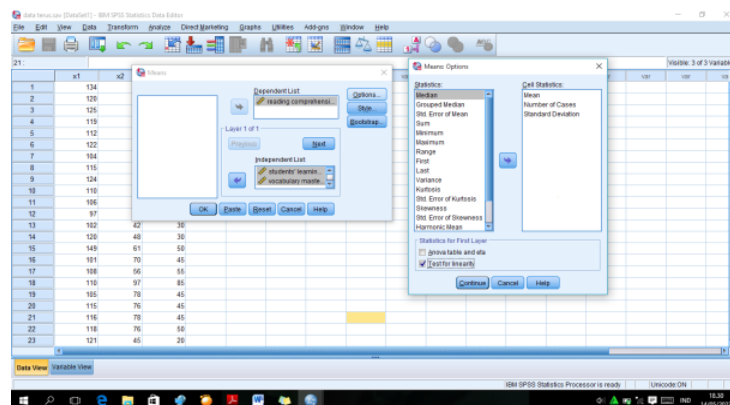 data terus.sav [DataSet1] - IBM SPSS Statistics Data Editor
File Edit View Data Transform Analyze Direct Marketing Graphs Utilities Add-ons Window Help
21 :
Visible: 3 of 3 Variable
x1 x2 var var var
1 134
2 120
3 125
4 119
5 112
6 122
7 104
8 115
9 124
10 110
11 106
12 97
13 102 42 30
14 120 48 30
15 149 61 50
16 101 70 45
17 108 56 55
18 110 97 85
19 105 78 45
20 115 76 45
21 116 78 45
22 118 76 50
23 121 45 20
Means
Dependent List
reading comprehensi...
Options...
Style...
Bootstrap...
Layer 1 of 1
Previous Next
Independent List
students' learnin...
vocabulary maste...
OK Paste Reset Cancel Help
Means: Options
Statistics:
Median
Grouped Median
Std. Error of Mean
Sum
Minimum
Maximum
Range
First
Last
Variance
Kurtosis
Std. Error of Kurtosis
Skewness
Std. Error of Skewness
Harmonic Mean
Cell Statistics:
Mean
Number of Cases
Standard Deviation
Statistics for First Layer
Anova table and eta
Test for linearity
Continue Cancel Help
Data View Variable View
IBM SPSS Statistics Processor is ready Unicode:ON
IND 18.30